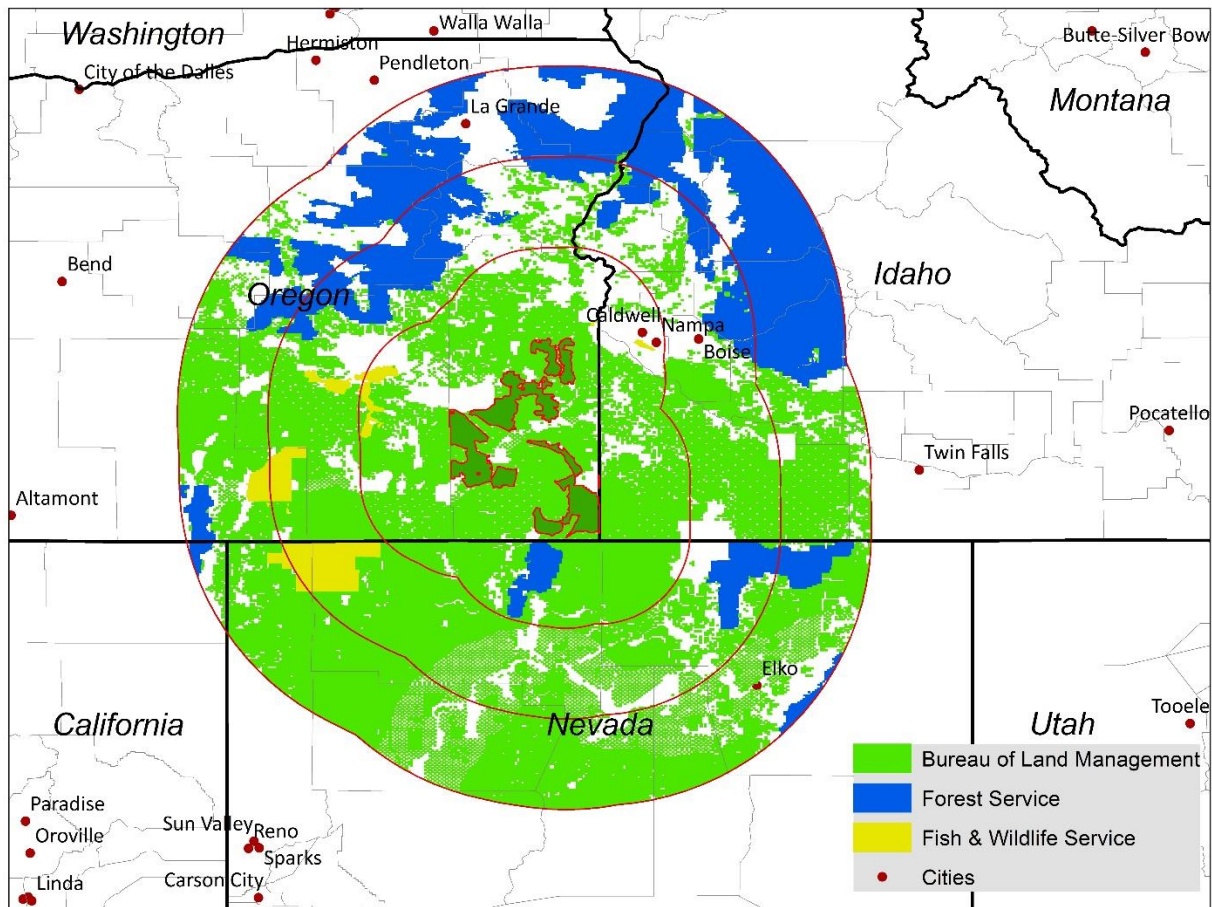 Washington
Walla Walla
Butte-Silver Bow
Hermiston
City of the Dalles
Pendleton
Montana
La Grande
Bend
Idaho
Oregon
Caldwell
Nampa
Boise
Pocatello
Twin Falls
Altamont
Elko
California
Nevada
Utah
Tooele
Bureau of Land Management
Forest Service
Fish & Wildlife Service
Cities
Paradise
Sun Valley
Reno
Oroville
Sparks
Linda
Carson City